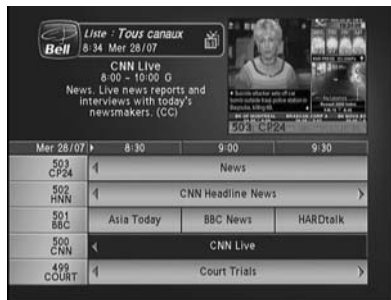 Bell
Liste : Tous canaux
8:34 Mer 28/07
CNN Live
8:00 - 10:00 G
News. Live news reports and
interviews with today's
newsmakers. (CC)
503 CP24
Mer 28/07 8:30 9:00 9:30
503
CP24
News
502
HNN
CNN Headline News
501
BBC
Asia Today BBC News HARDtalk
500
CNN
CNN Live
499
COURT
Court Trials